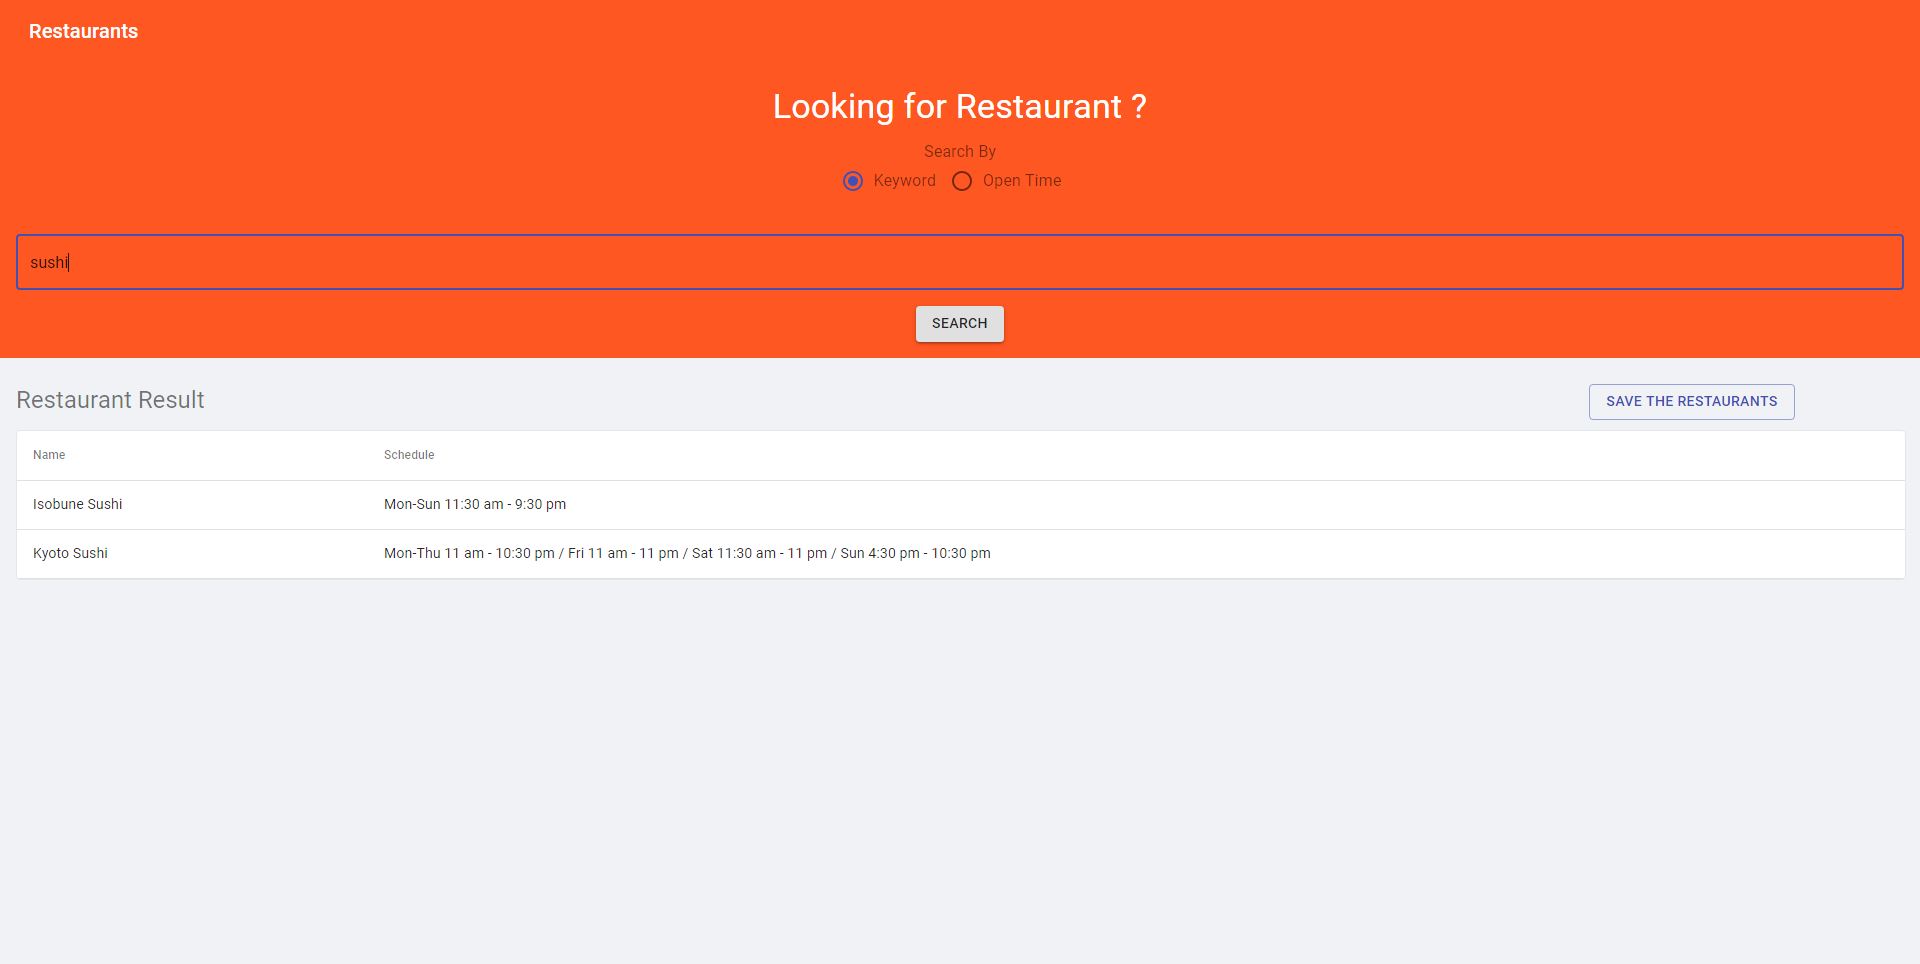 Restaurants
Looking for Restaurant ?
Search By
Keyword Open Time
sushi
SEARCH
Restaurant Result SAVE THE RESTAURANTS
Name Schedule
Isobune Sushi Mon-Sun 11:30 am - 9:30 pm
Kyoto Sushi Mon-Thu 11 am - 10:30 pm / Fri 11 am - 11 pm / Sat 11:30 am - 11 pm / Sun 4:30 pm - 10:30 pm